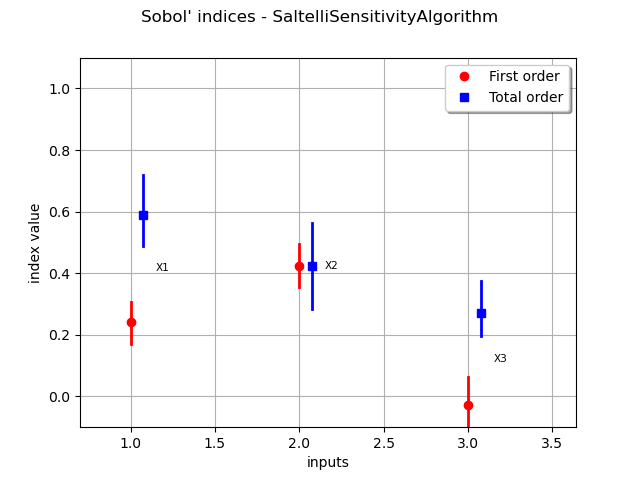 Sobol' indices - SaltelliSensitivityAlgorithm
First order
Total order
1.0
0.8
0.6
0.4
0.2
0.0
index value
X1
X2
X3
1.0
1.5
2.0
2.5
3.0
3.5
inputs